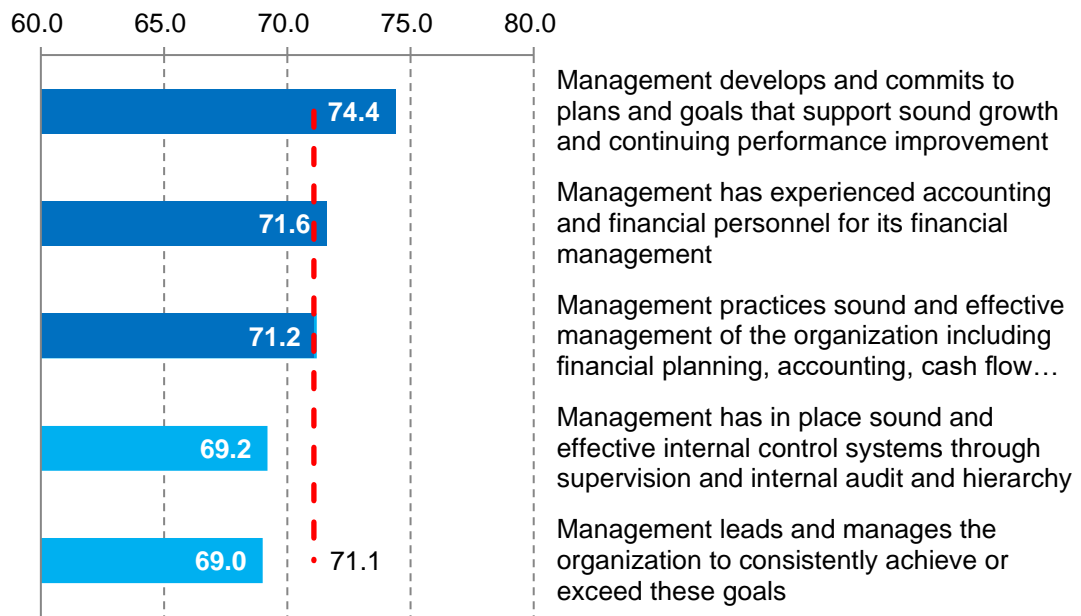 60.0 65.0 70.0 75.0 80.0
74.4
Management develops and commits to
plans and goals that support sound growth
and continuing performance improvement
71.6
Management has experienced accounting
and financial personnel for its financial
management
71.2
Management practices sound and effective
management of the organization including
financial planning, accounting, cash flow…
69.2
Management has in place sound and
effective internal control systems through
supervision and internal audit and hierarchy
69.0
71.1
Management leads and manages the
organization to consistently achieve or
exceed these goals